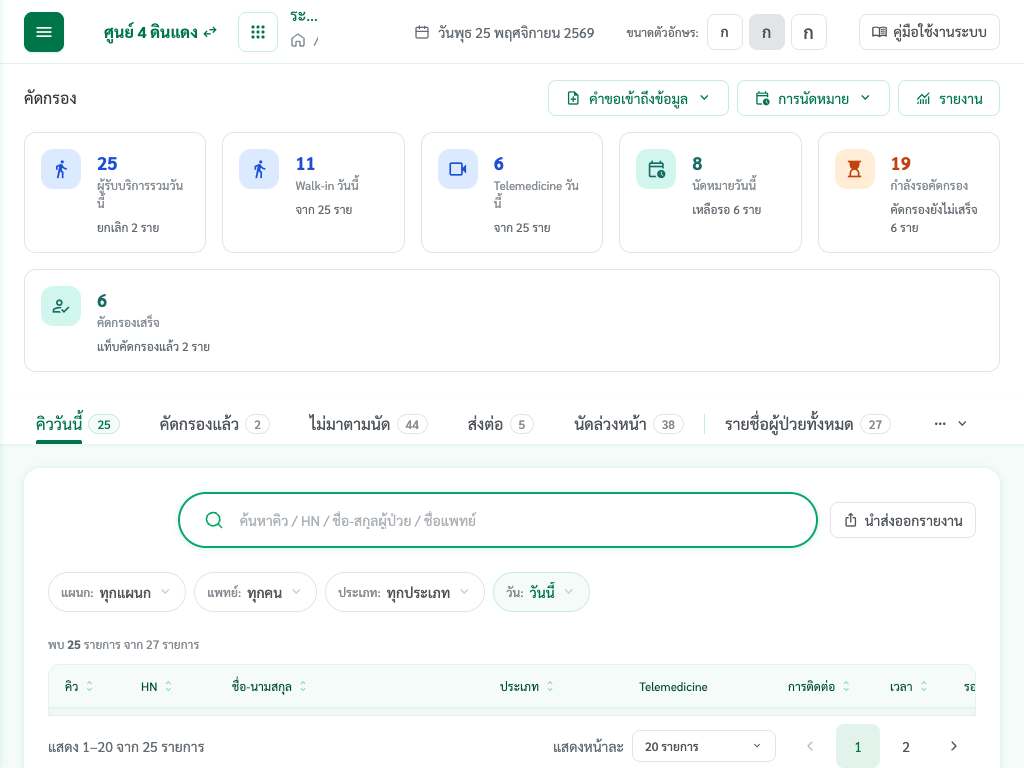 ศูนย์ 4 ดินแดง
ระ...
/
วันพุธ 25 พฤศจิกายน 2569
ขนาดตัวอักษร:
ก
ก
ก
คู่มือใช้งานระบบ
คัดกรอง
คำขอเข้าถึงข้อมูล
การนัดหมาย
รายงาน
25
ผู้รับบริการรวมวัน
นี้
ยกเลิก 2 ราย
11
Walk-in วันนี้
จาก 25 ราย
6
Telemedicine วัน
นี้
จาก 25 ราย
8
นัดหมายวันนี้
เหลือรอ 6 ราย
19
กำลังรอคัดกรอง
คัดกรองยังไม่เสร็จ
6 ราย
6
คัดกรองเสร็จ
แท็บคัดกรองแล้ว 2 ราย
คิววันนี้ 25
คัดกรองแล้ว 2
ไม่มาตามนัด 44
ส่งต่อ 5
นัดล่วงหน้า 38
รายชื่อผู้ป่วยทั้งหมด 27
...
ค้นหาคิว / HN / ชื่อ-สกุลผู้ป่วย / ชื่อแพทย์
นำส่งออกรายงาน
แผนก: ทุกแผนก
แพทย์: ทุกคน
ประเภท: ทุกประเภท
วัน: วันนี้
พบ 25 รายการ จาก 27 รายการ
คิว HN ชื่อ-นามสกุล ประเภท Telemedicine การติดต่อ เวลา รอ
แสดง 1–20 จาก 25 รายการ
แสดงหน้าละ
20 รายการ
1
2